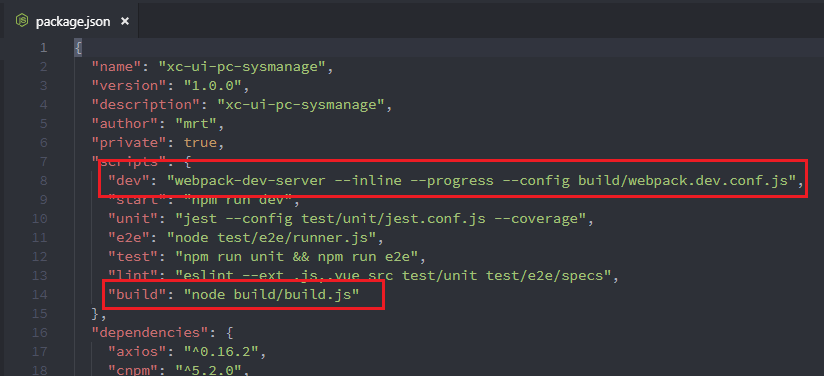 package.json ×
1 {
2 "name": "xc-ui-pc-sysmanage",
3 "version": "1.0.0",
4 "description": "xc-ui-pc-sysmanage",
5 "author": "mrt",
6 "private": true,
7 "scripts": {
8 "dev": "webpack-dev-server --inline --progress --config build/webpack.dev.conf.js",
9 "start": "npm run dev",
10 "unit": "jest --config test/unit/jest.conf.js --coverage",
11 "e2e": "node test/e2e/runner.js",
12 "test": "npm run unit && npm run e2e",
13 "lint": "eslint --ext .js,.vue src test/unit test/e2e/specs",
14 "build": "node build/build.js"
15 },
16 "dependencies": {
17 "axios": "^0.16.2",
18 "cnpm": "^5.2.0",